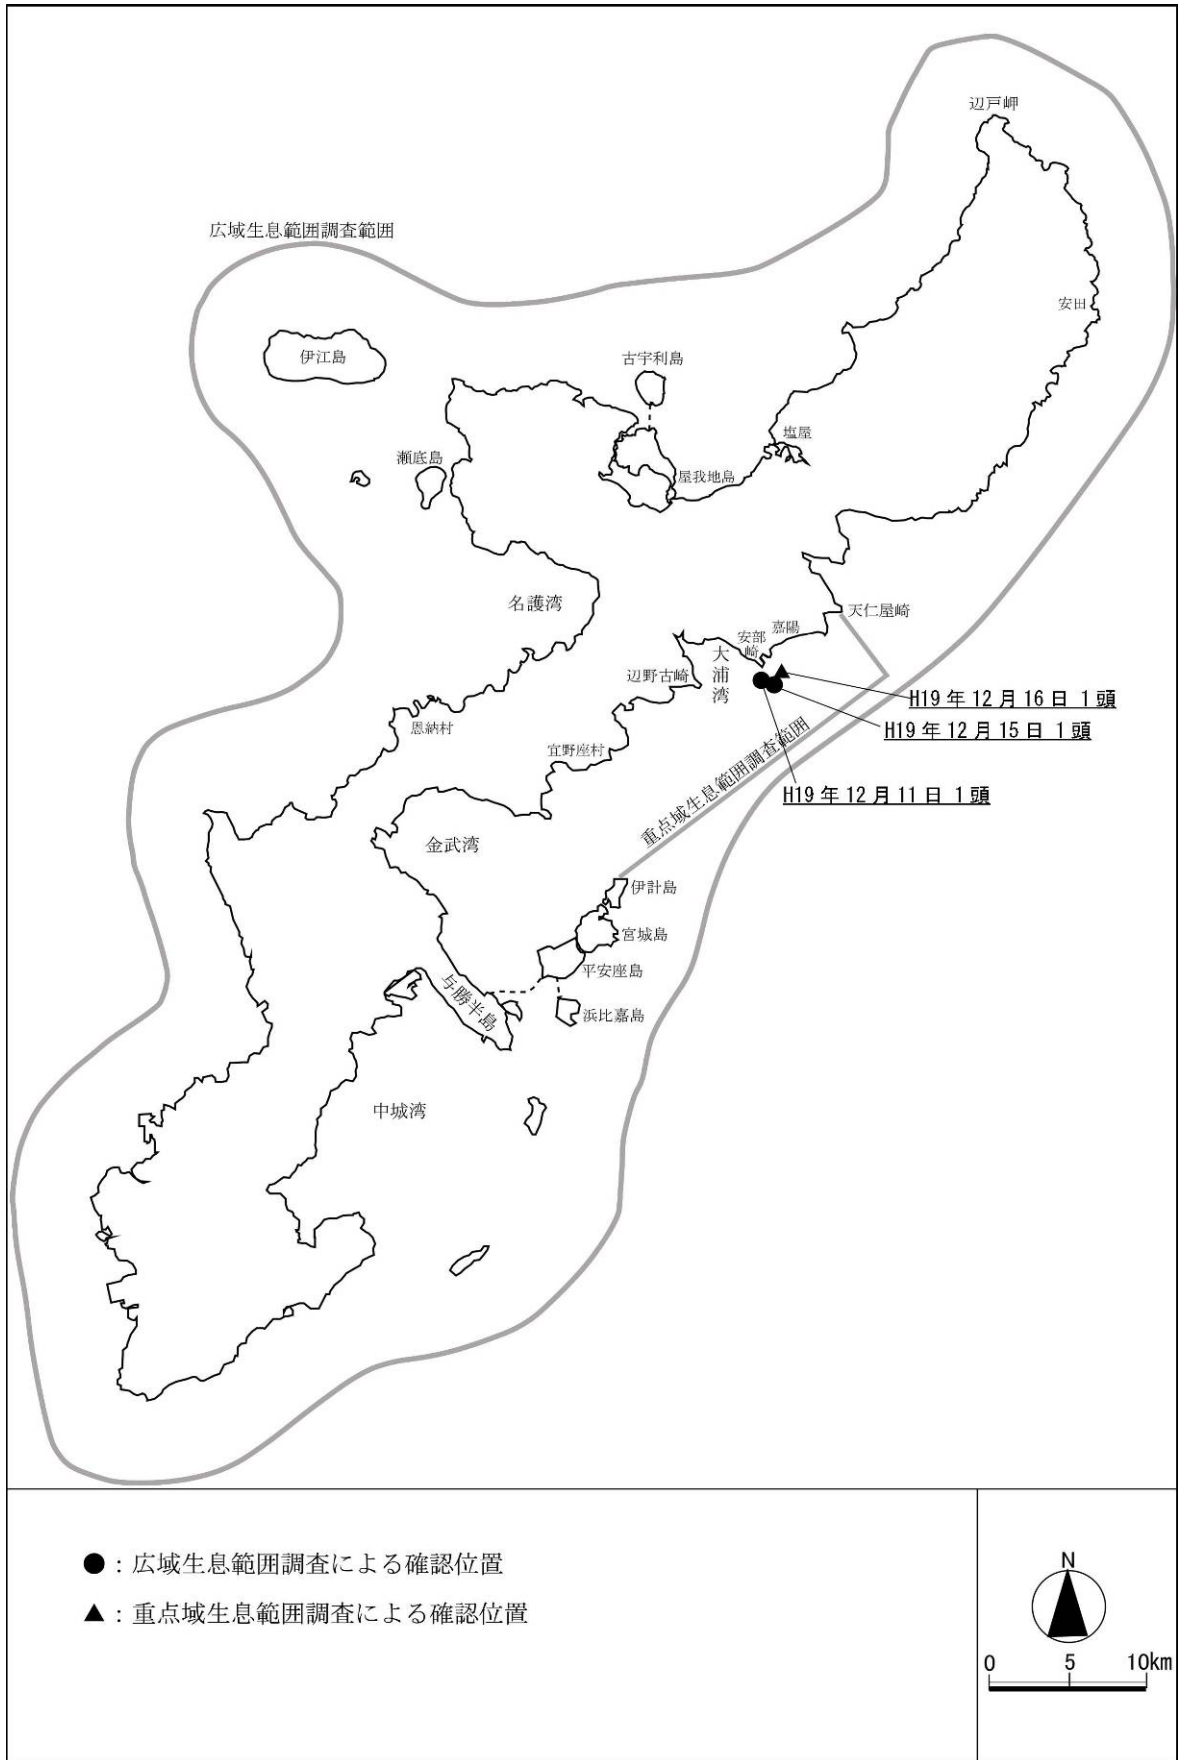 辺戸岬
広域生息範囲調査範囲
安田
伊江島
古宇利島
塩屋
瀬底島
屋我地島
名護湾
天仁屋崎
嘉陽
安部崎
大浦湾
辺野古崎
H19年12月16日 1頭
恩納村
H19年12月15日 1頭
宜野座村
重点域生息範囲調査範囲
H19年12月11日 1頭
金武湾
伊計島
宮城島
平安座島
与勝半島
浜比嘉島
中城湾
●：広域生息範囲調査による確認位置
▲：重点域生息範囲調査による確認位置
N
0 5 10km